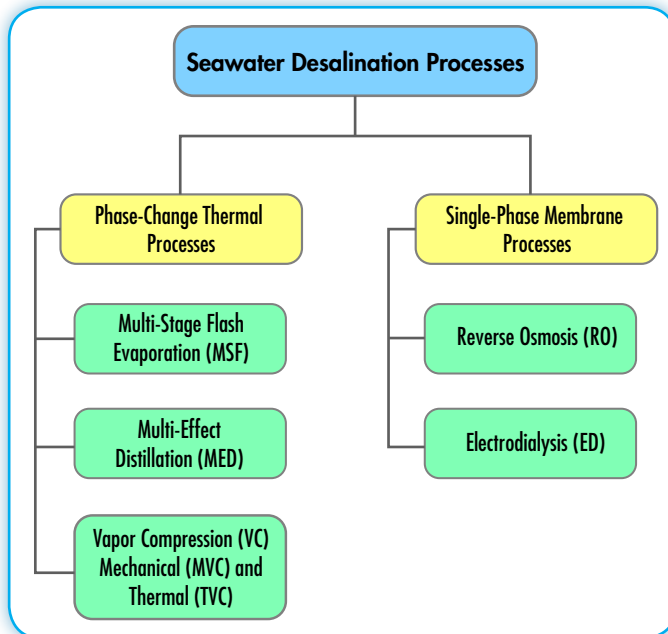 Seawater Desalination Processes
Phase-Change Thermal
Processes
Multi-Stage Flash
Evaporation (MSF)
Multi-Effect
Distillation (MED)
Vapor Compression (VC)
Mechanical (MVC) and
Thermal (TVC)
Single-Phase Membrane
Processes
Reverse Osmosis (RO)
Electrodialysis (ED)